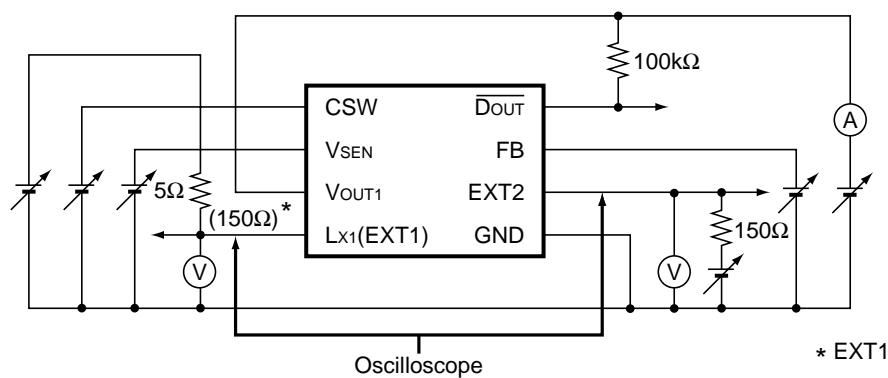 100kΩ
CSW
DOUT
A
VSEN
FB
5Ω
VOUT1
EXT2
(150Ω)*
150Ω
LX1(EXT1)
GND
V
V
Oscilloscope
* EXT1